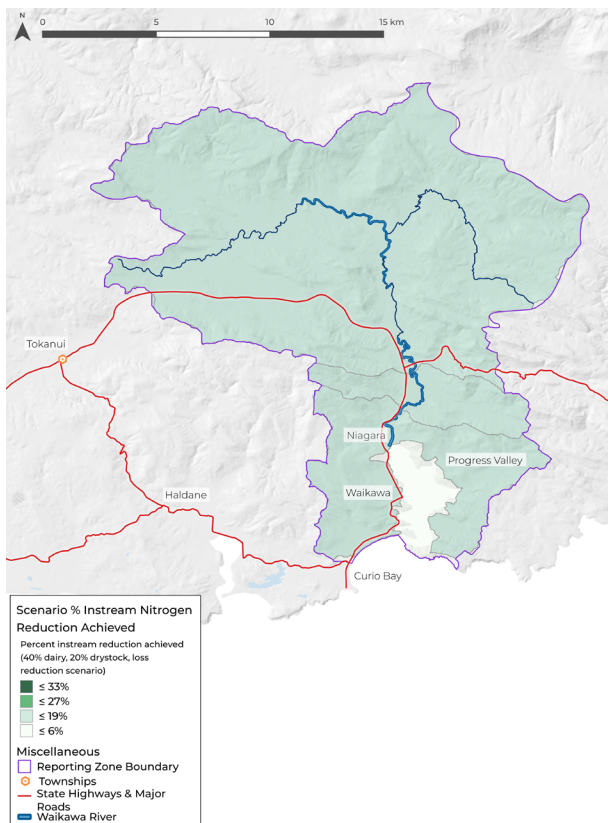 N
0 5 10 15 km
Tokanui
Niagara
Progress Valley
Waikawa
Haldane
Curio Bay
Scenario % Instream Nitrogen
Reduction Achieved
Percent instream reduction achieved
(40% dairy, 20% drystock, loss
reduction scenario)
≤ 33%
≤ 27%
≤ 19%
≤ 6%
Miscellaneous
Reporting Zone Boundary
Townships
State Highways & Major
Roads
Waikawa River